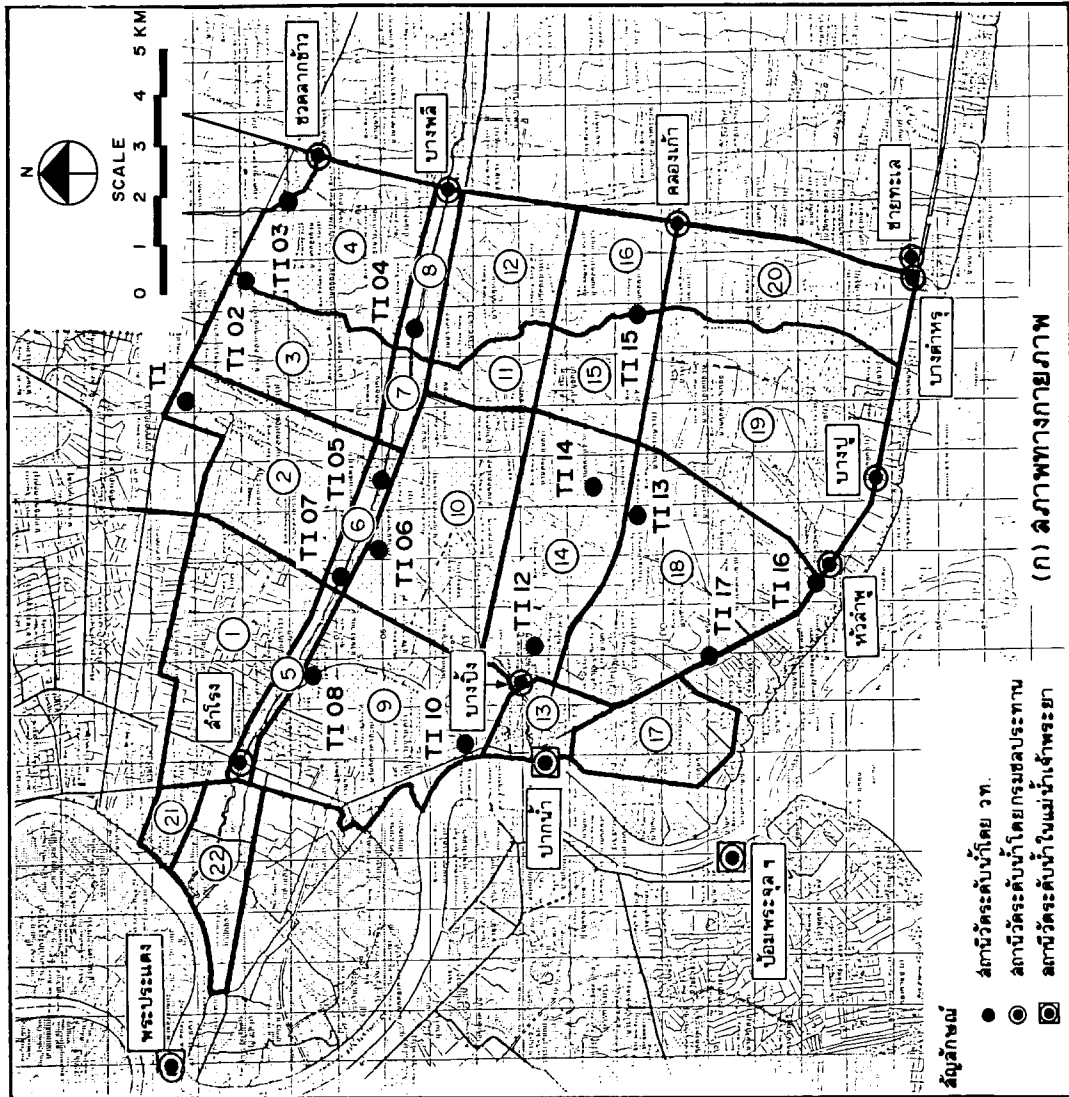 N
SCALE
0 1 2 3 4 5 KM
ชวดลากข้าว
บางพลี
คลองเก้า
ชายทะเล
บางตำหรุ
บางปู
หัวลำพู
บางปิ้ง
สำโรง
ปากน้ำ
ป้อมพระจุลฯ
พระประแดง
TI
TI 02
TI 03
TI 04
TI 05
TI 06
TI 07
TI 08
TI 10
TI 12
TI 13
TI 14
TI 15
TI 16
TI 17
1
2
3
4
5
6
7
8
9
10
11
12
13
14
15
16
17
18
19
20
21
22
สัญลักษณ์
สถานีวัดระดับน้ำโดย วท.
สถานีวัดระดับน้ำโดยกรมชลประทาน
สถานีวัดระดับน้ำในแม่น้ำเจ้าพระยา
(ก) สภาพทางกายภาพ